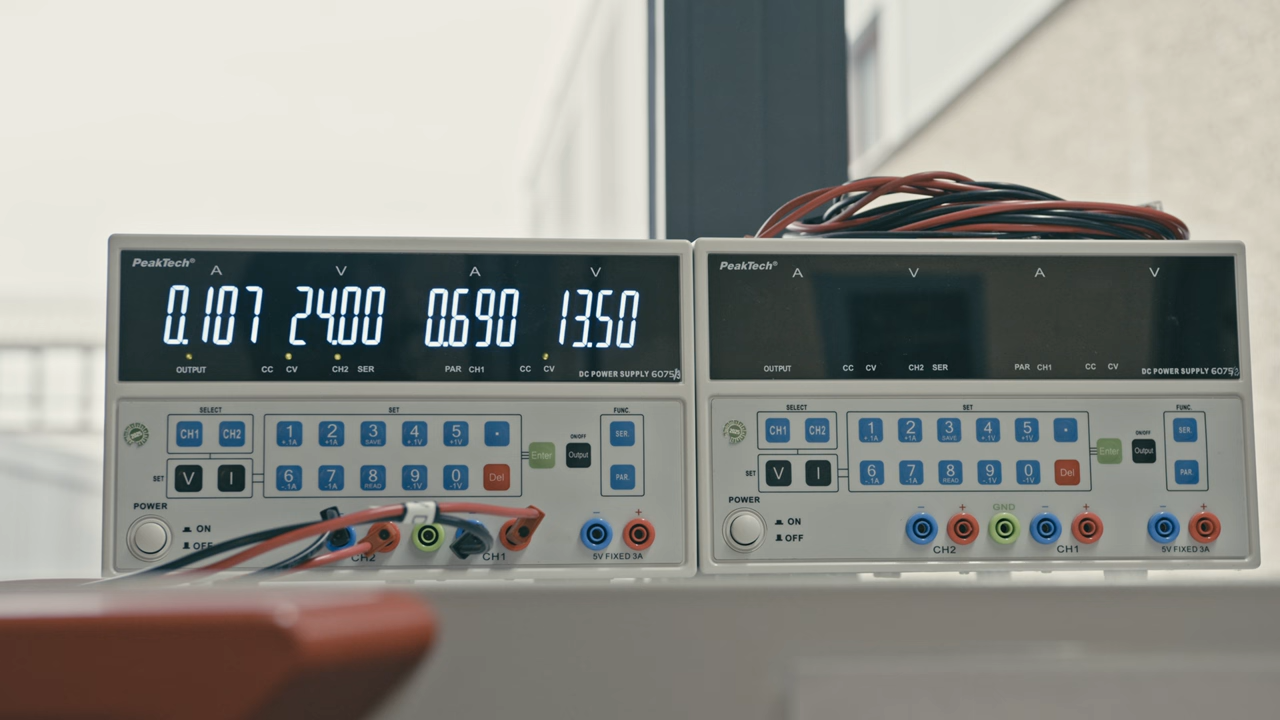 PeakTech®
A V A V
0.107 24.00 0.690 13.50
OUTPUT CC CV CH2 SER PAR CH1 CC CV
DC POWER SUPPLY 6075
SELECT
CH1 CH2
SET
V I
SET
1 +.1A 2 +1A 3 SAVE 4 +.1V 5 +1V .
6 -.1A 7 -1A 8 READ 9 -.1V 0 -1V Del
Enter
ON/OFF
Output
FUNC.
SER.
PAR.
POWER
ON
OFF
CH2 CH1
- +
5V FIXED 3A
PeakTech®
A V A V
OUTPUT CC CV CH2 SER PAR CH1 CC CV
DC POWER SUPPLY 6075
SELECT
CH1 CH2
SET
V I
SET
1 +.1A 2 +1A 3 SAVE 4 +.1V 5 +1V .
6 -.1A 7 -1A 8 READ 9 -.1V 0 -1V Del
Enter
ON/OFF
Output
FUNC.
SER.
PAR.
POWER
ON
OFF
- + GND - +
CH2 CH1
- +
5V FIXED 3A